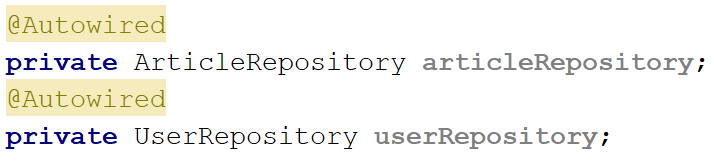 @Autowired
private ArticleRepository articleRepository;
@Autowired
private UserRepository userRepository;